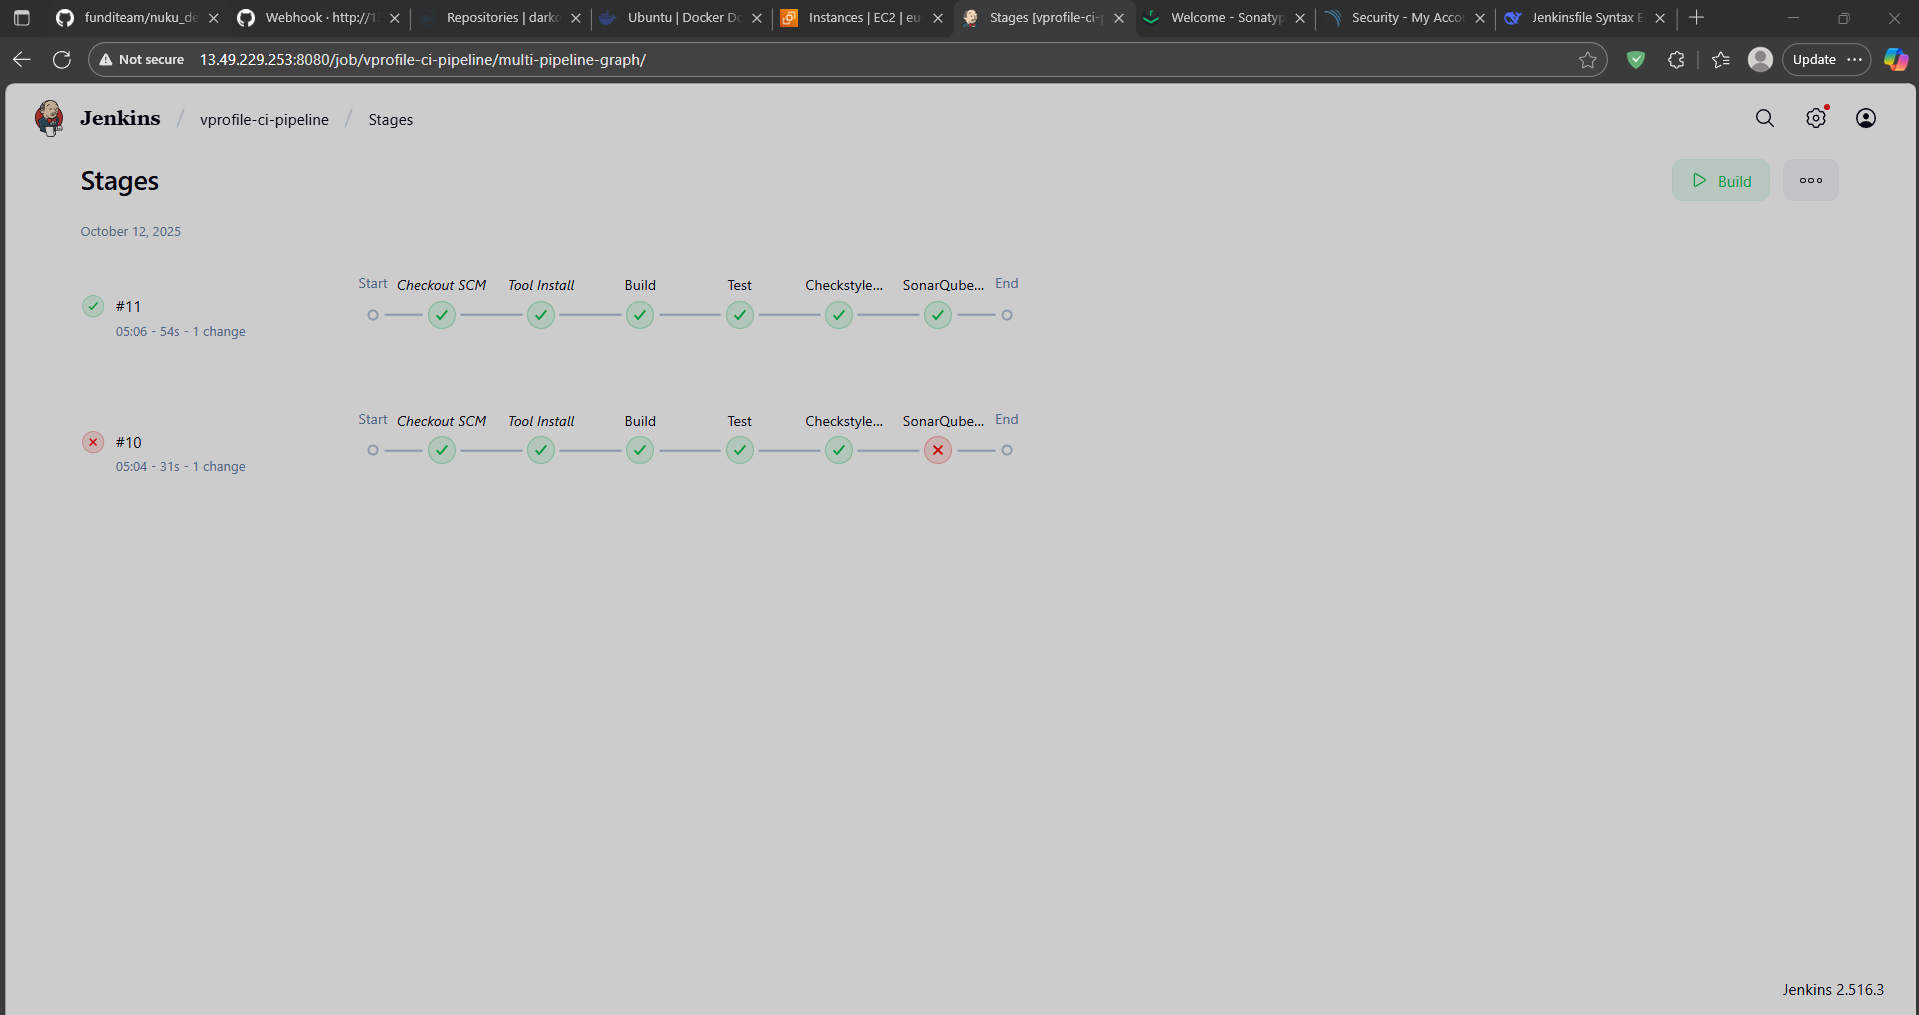 funditeam/nuku_de
Webhook · http://1
Repositories | darko
Ubuntu | Docker Do
Instances | EC2 | eu
Stages [vprofile-ci-p
Welcome - Sonatyp
Security - My Acco
Jenkinsfile Syntax E
Not secure 13.49.229.253:8080/job/vprofile-ci-pipeline/multi-pipeline-graph/
Update
Jenkins / vprofile-ci-pipeline / Stages
Stages
Build
October 12, 2025
Start Checkout SCM Tool Install Build Test Checkstyle... SonarQube... End
#11
05:06 - 54s - 1 change
Start Checkout SCM Tool Install Build Test Checkstyle... SonarQube... End
#10
05:04 - 31s - 1 change
Jenkins 2.516.3